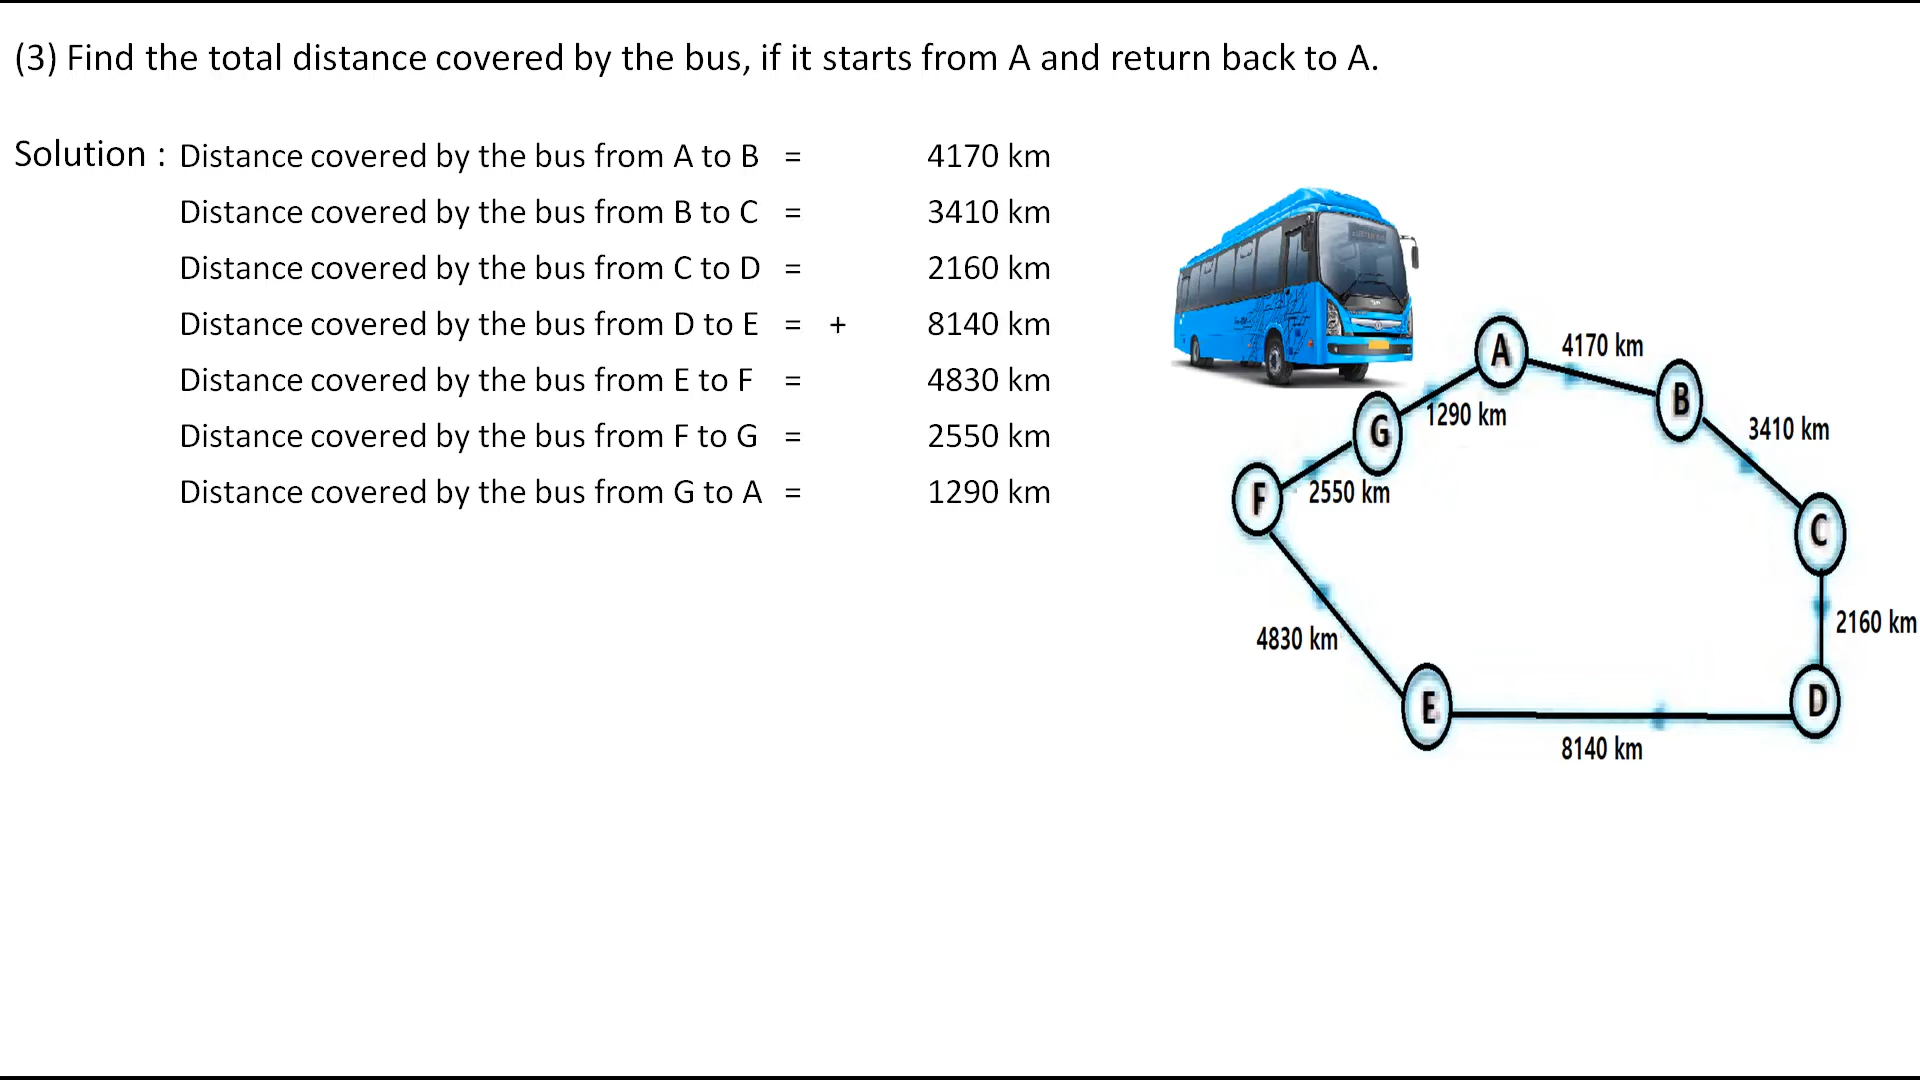 (3) Find the total distance covered by the bus, if it starts from A and return back to A.
Solution : Distance covered by the bus from A to B = 4170 km
Distance covered by the bus from B to C = 3410 km
Distance covered by the bus from C to D = 2160 km
Distance covered by the bus from D to E = + 8140 km
Distance covered by the bus from E to F = 4830 km
Distance covered by the bus from F to G = 2550 km
Distance covered by the bus from G to A = 1290 km
A
4170 km
B
1290 km
G
3410 km
F
2550 km
C
2160 km
4830 km
E
D
8140 km